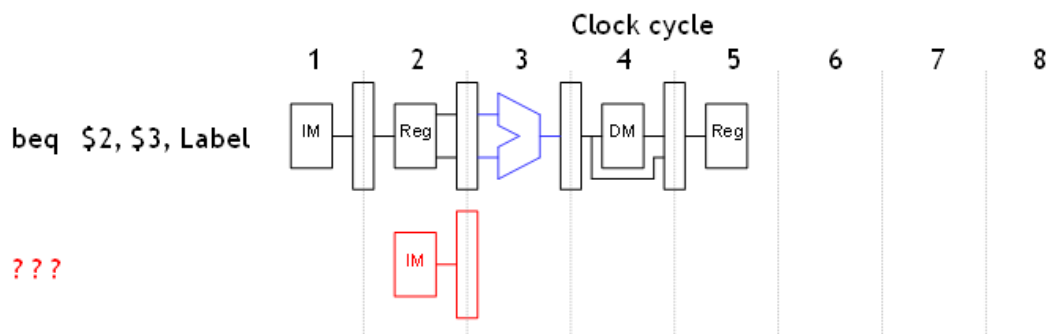 Clock cycle
1 2 3 4 5 6 7 8
beq $2, $3, Label IM Reg DM Reg
??? IM